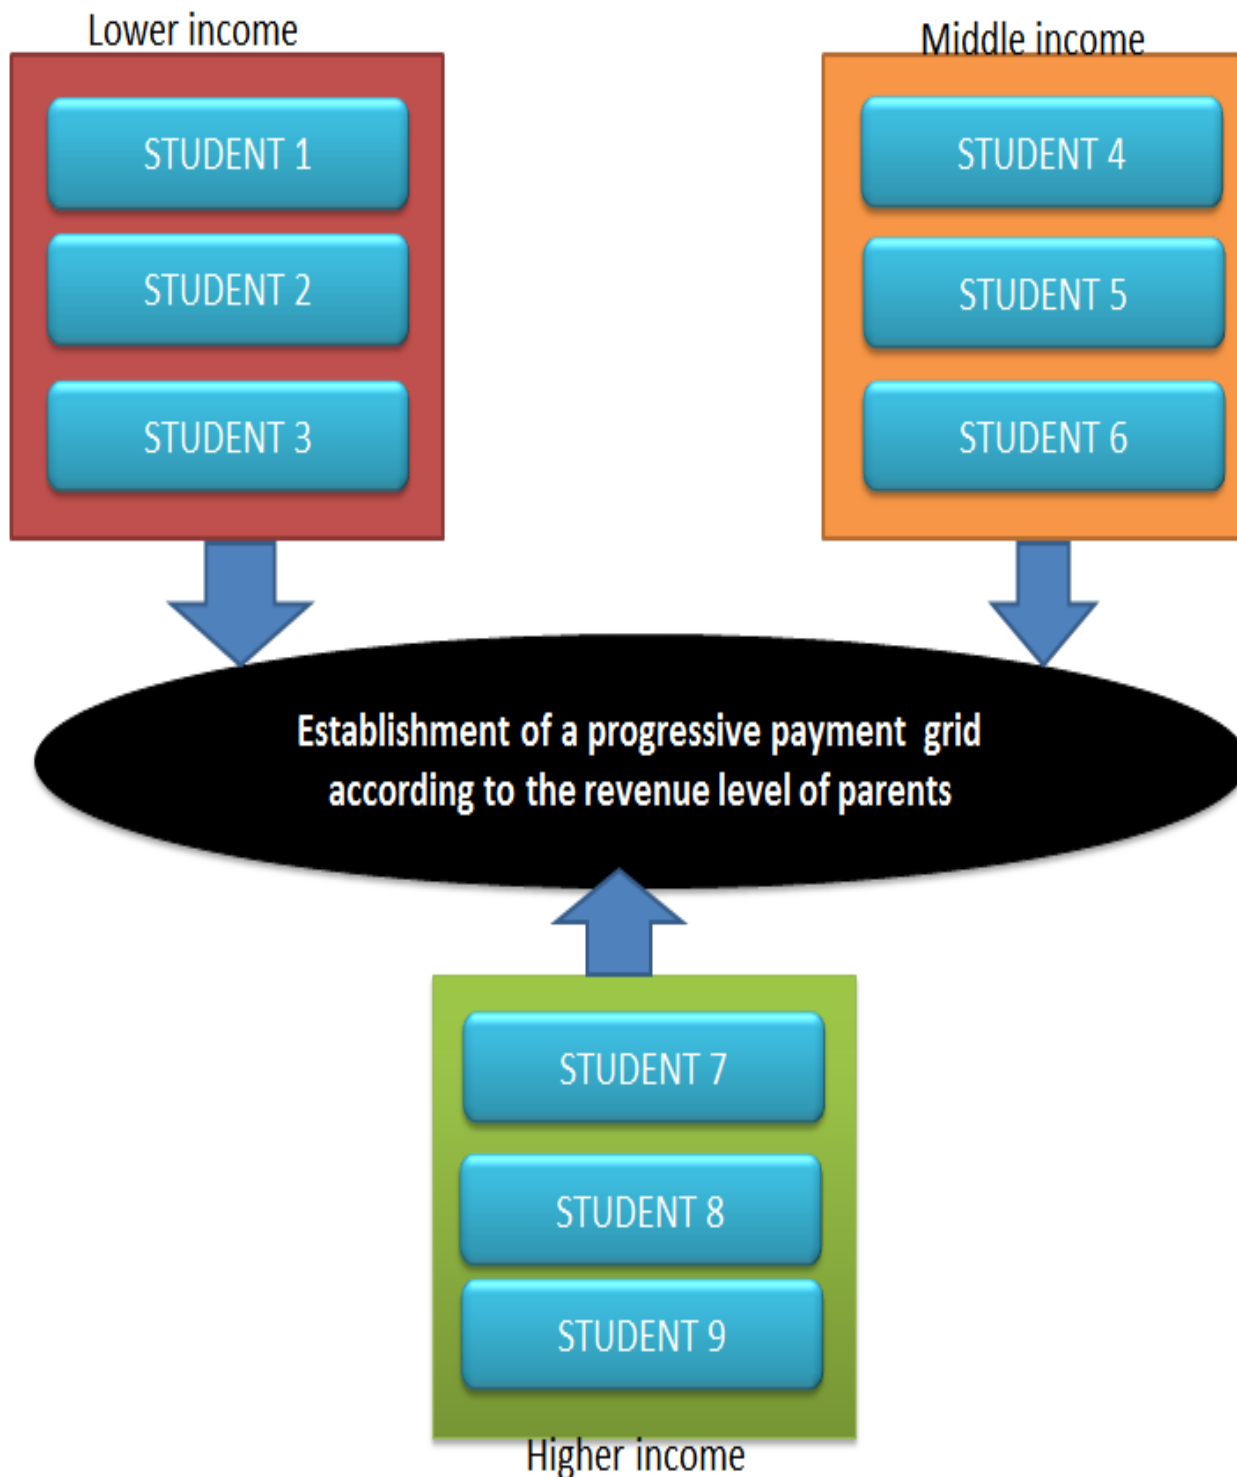 Lower income
STUDENT 1
STUDENT 2
STUDENT 3
Middle income
STUDENT 4
STUDENT 5
STUDENT 6
Establishment of a progressive payment grid
according to the revenue level of parents
STUDENT 7
STUDENT 8
STUDENT 9
Higher income